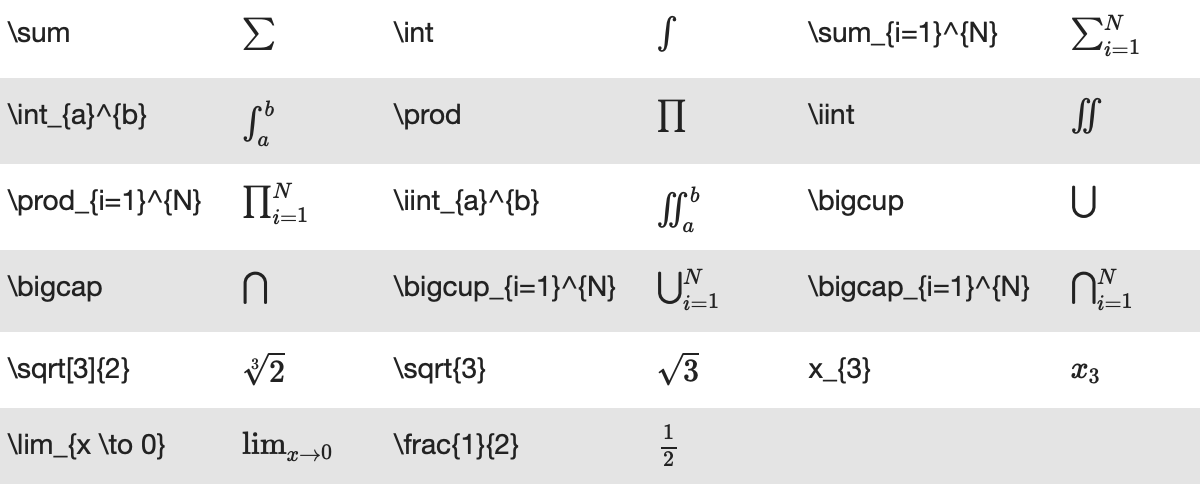 \sum ∑ \int ∫ \sum_{i=1}^{N} ∑_{i=1}^{N}
\int_{a}^{b} ∫_{a}^{b} \prod ∏ \iint ∬
\prod_{i=1}^{N} ∏_{i=1}^{N} \iint_{a}^{b} ∬_{a}^{b} \bigcup ⋃
\bigcap ⋂ \bigcup_{i=1}^{N} ⋃_{i=1}^{N} \bigcap_{i=1}^{N} ⋂_{i=1}^{N}
\sqrt[3]{2} ∛2 \sqrt{3} √3 x_{3} x₃
\lim_{x \to 0} lim_{x→0} \frac{1}{2} ½